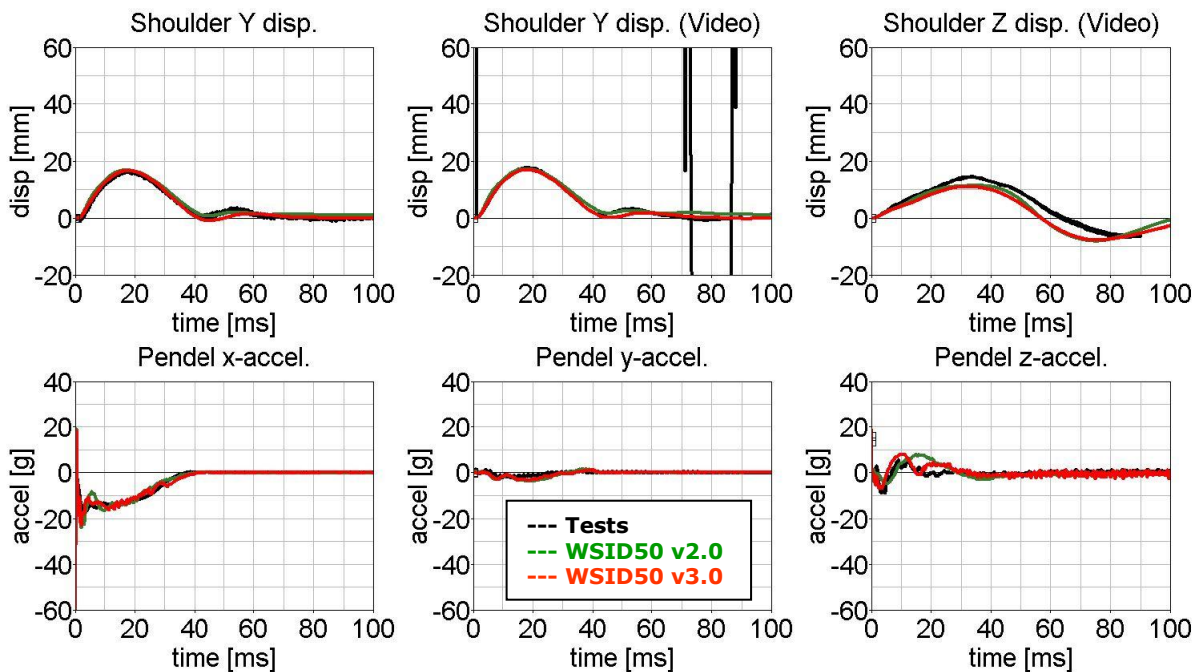 Shoulder Y disp.
Shoulder Y disp. (Video)
Shoulder Z disp. (Video)
60
40
20
0
-20
disp [mm]
0 20 40 60 80 100
time [ms]
60
40
20
0
-20
disp [mm]
0 20 40 60 80 100
time [ms]
60
40
20
0
-20
disp [mm]
0 20 40 60 80 100
time [ms]
Pendel x-accel.
Pendel y-accel.
Pendel z-accel.
40
20
0
-20
-40
-60
accel [g]
0 20 40 60 80 100
time [ms]
40
20
0
-20
-40
-60
accel [g]
0 20 40 60 80 100
time [ms]
--- Tests
--- WSID50 v2.0
--- WSID50 v3.0
40
20
0
-20
-40
-60
accel [g]
0 20 40 60 80 100
time [ms]